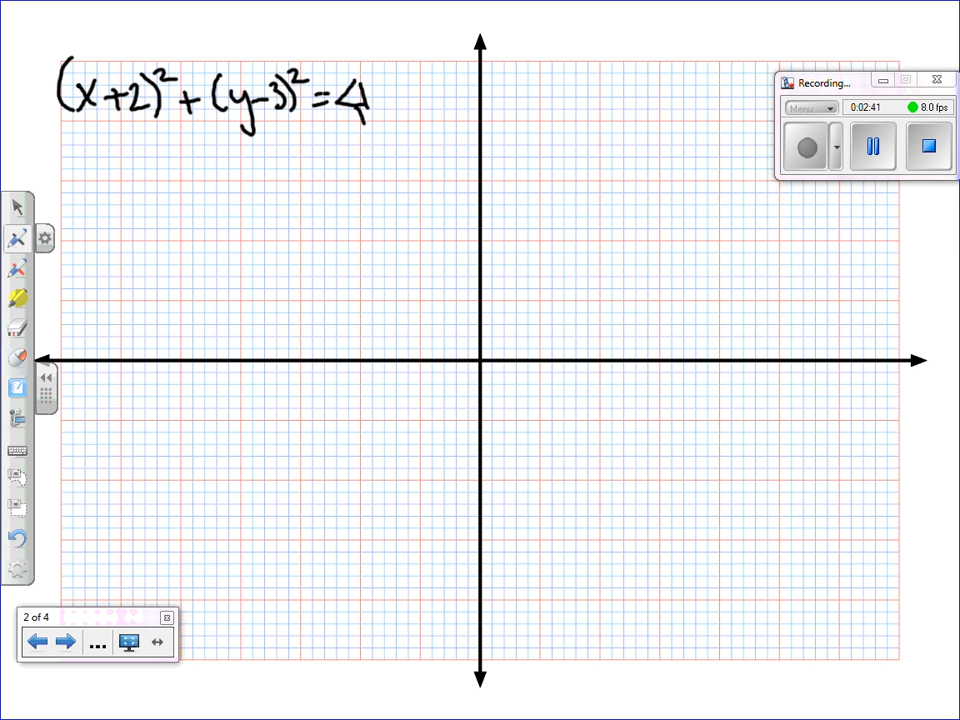 (x+2)² + (y-3)² = 4
Recording...
Menu
0:02:41
8.0 fps
2 of 4
...